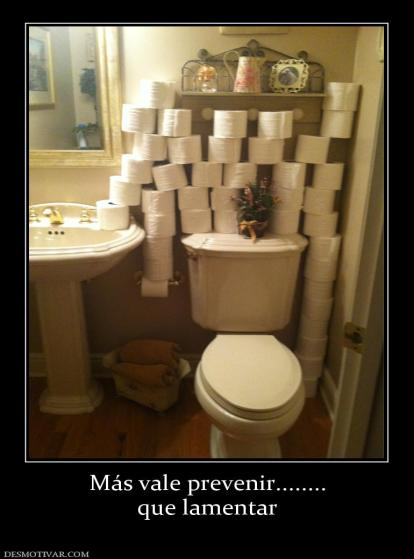 Más vale prevenir........
que lamentar
DESMOTIVAR.COM